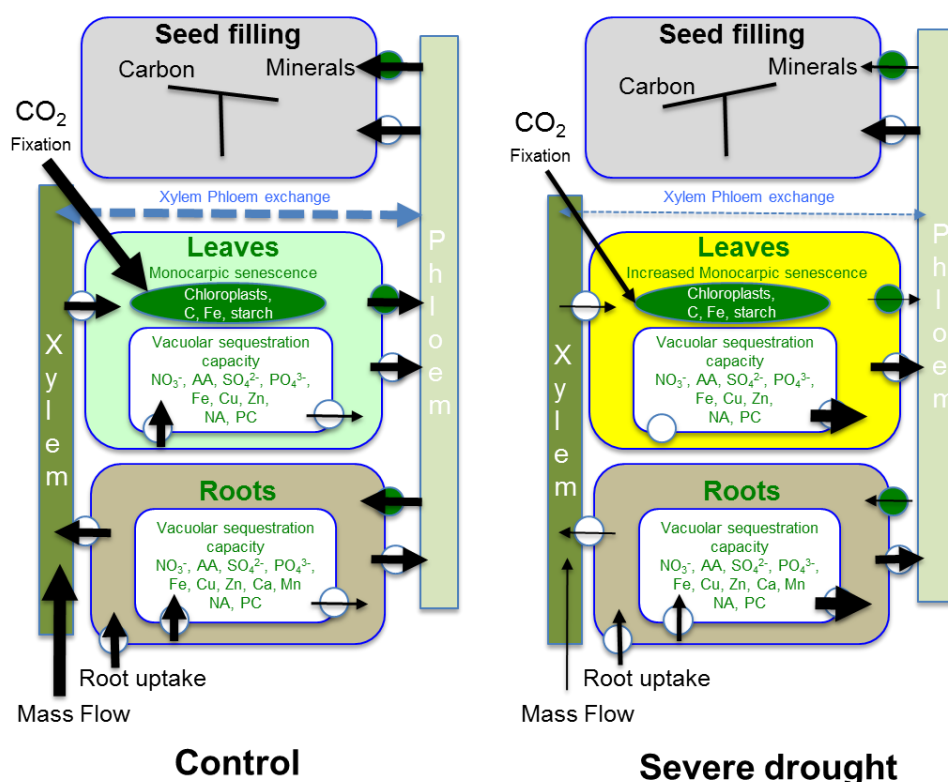 Seed filling
Carbon
Minerals
CO₂
Fixation
Xylem Phloem exchange
Leaves
Monocarpic senescence
Chloroplasts,
C, Fe, starch
Vacuolar sequestration
capacity
NO₃⁻, AA, SO₄²⁻, PO₄³⁻,
Fe, Cu, Zn,
NA, PC
Xylem
Phloem
Roots
Vacuolar sequestration
capacity
NO₃⁻, AA, SO₄²⁻, PO₄³⁻,
Fe, Cu, Zn, Ca, Mn
NA, PC
Root uptake
Mass Flow
Control
Seed filling
Carbon
Minerals
CO₂
Fixation
Xylem Phloem exchange
Leaves
Increased Monocarpic senescence
Chloroplasts,
C, Fe, starch
Vacuolar sequestration
capacity
NO₃⁻, AA, SO₄²⁻, PO₄³⁻,
Fe, Cu, Zn,
NA, PC
Xylem
Phloem
Roots
Vacuolar sequestration
capacity
NO₃⁻, AA, SO₄²⁻, PO₄³⁻,
Fe, Cu, Zn, Ca, Mn
NA, PC
Root uptake
Mass Flow
Severe drought